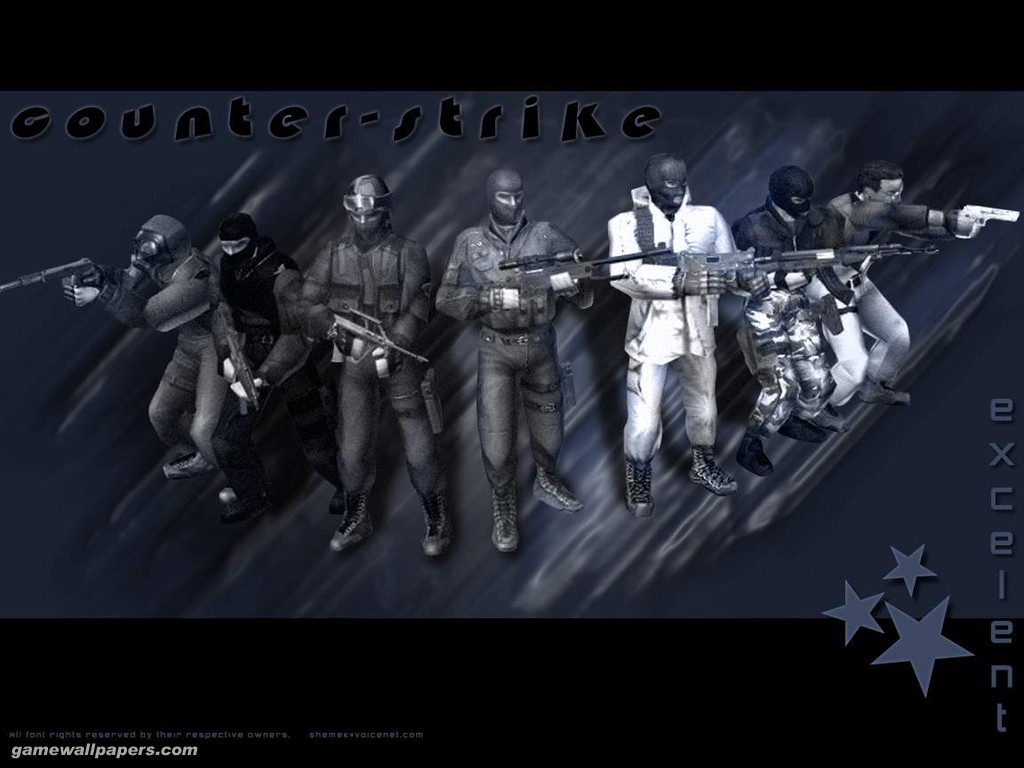 counter-strike
excelent
All font rights reserved by their respective owners. shemek@voicenet.com
gamewallpapers.com